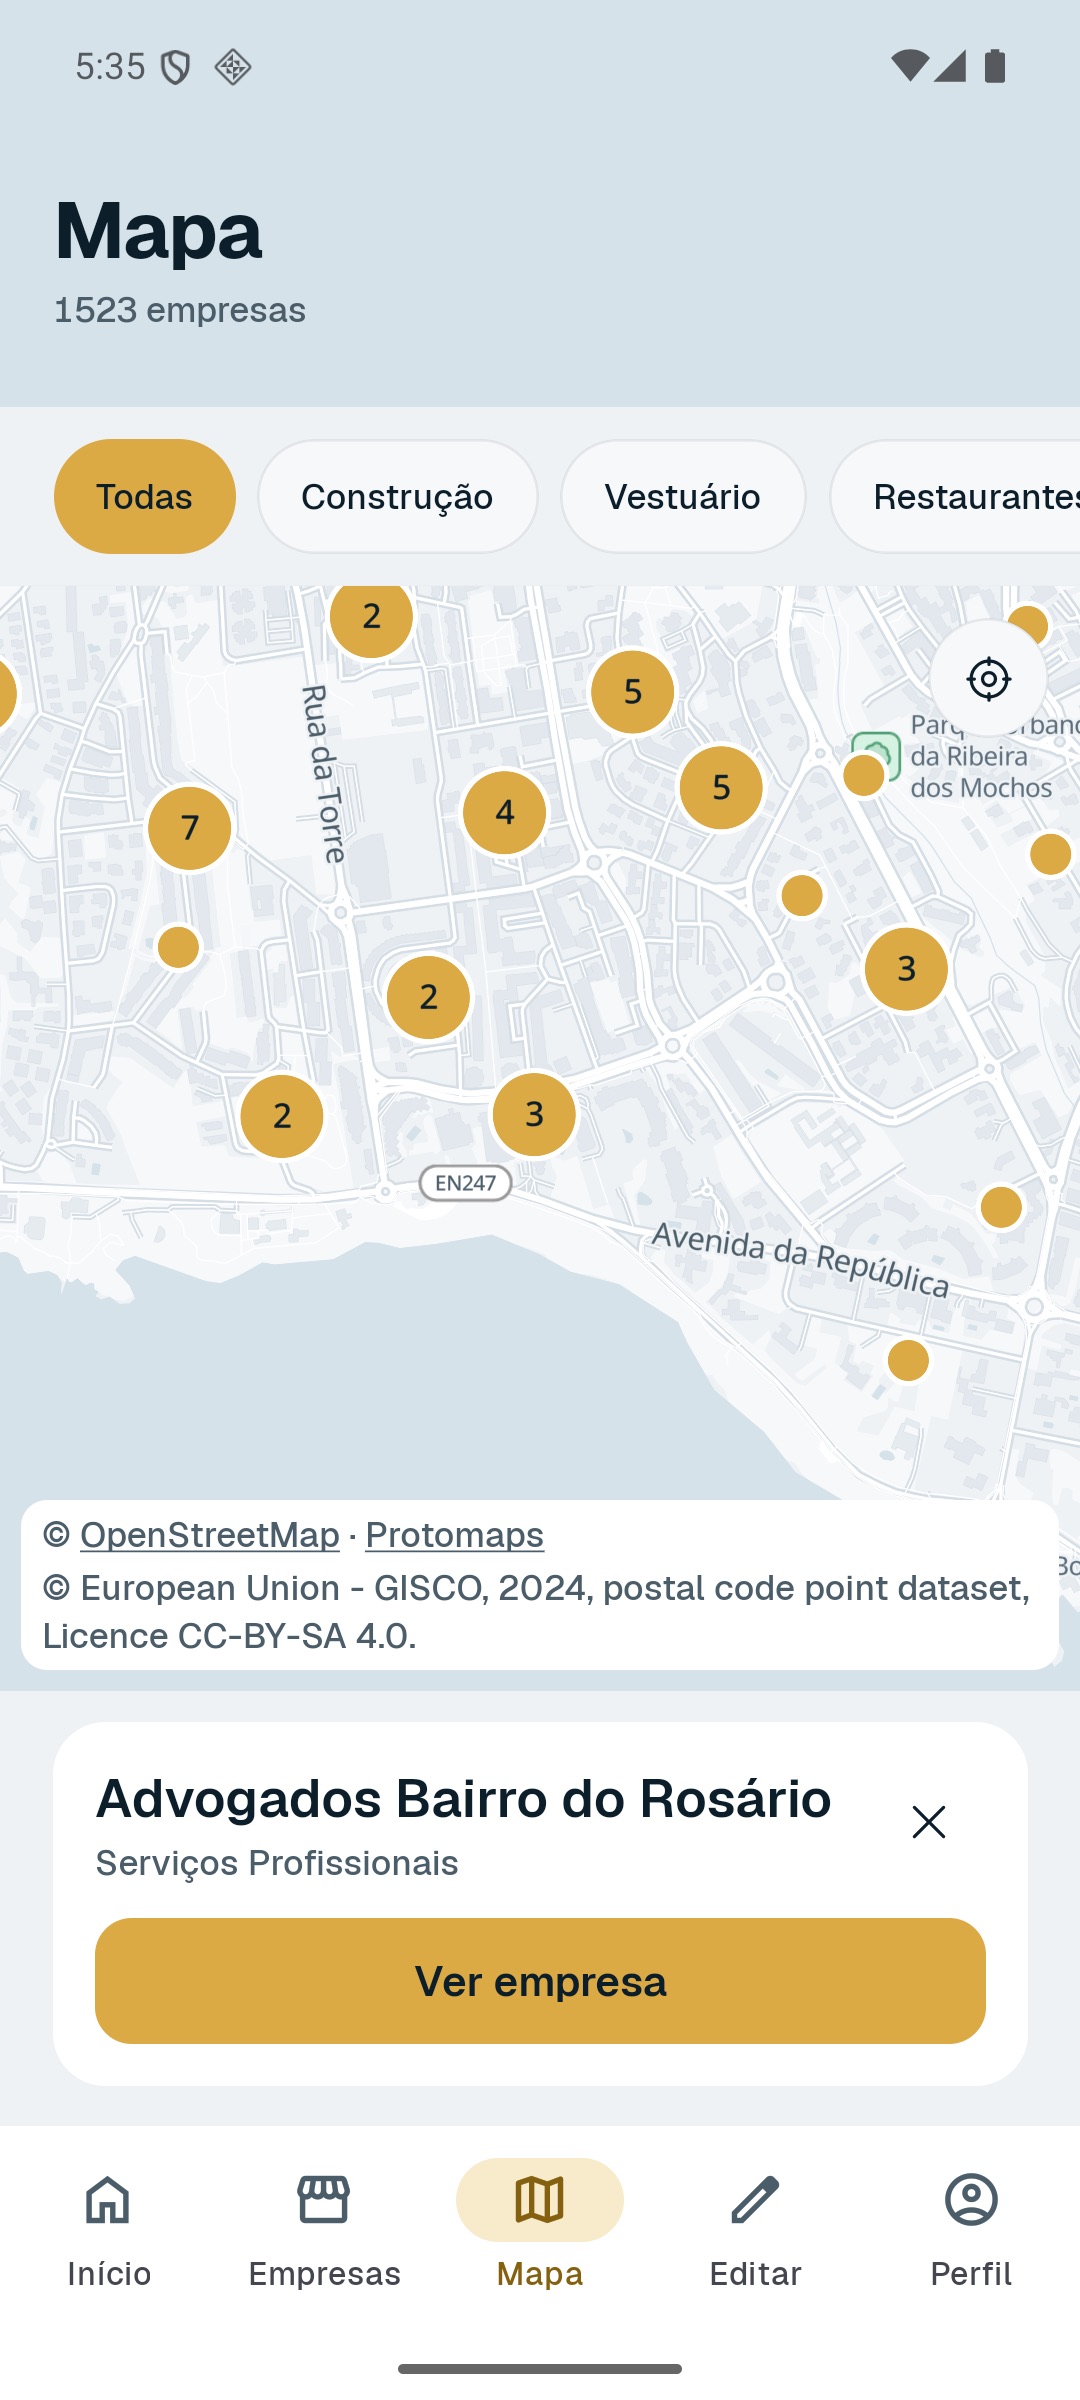 5:35
Mapa
1523 empresas
Todas
Construção
Vestuário
Restaurantes
2
5
Rua da Torre
da Ribeira
dos Mochos
5
4
7
3
2
2
3
EN247
Avenida da República
© OpenStreetMap · Protomaps
© European Union - GISCO, 2024, postal code point dataset,
Licence CC-BY-SA 4.0.
Advogados Bairro do Rosário
Serviços Profissionais
Ver empresa
Início
Empresas
Mapa
Editar
Perfil